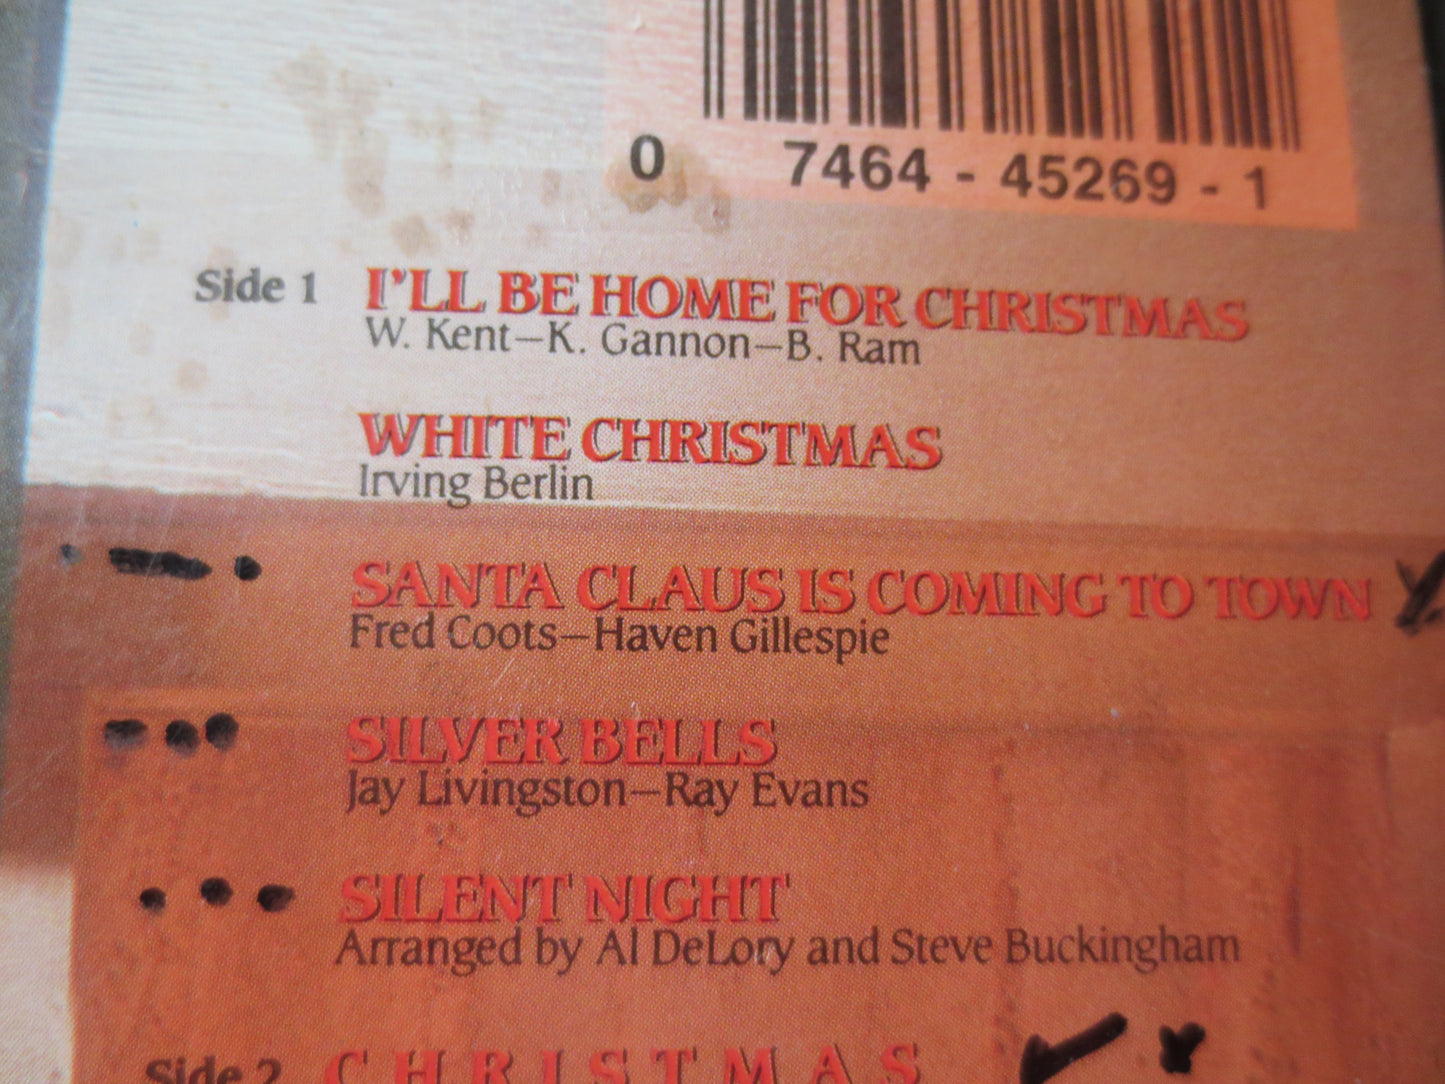 0 7464 - 45269 - 1
Side 1 I'LL BE HOME FOR CHRISTMAS
W. Kent—K. Gannon—B. Ram
WHITE CHRISTMAS
Irving Berlin
SANTA CLAUS IS COMING TO TOWN
Fred Coots—Haven Gillespie
SILVER BELLS
Jay Livingston—Ray Evans
SILENT NIGHT
Arranged by Al DeLory and Steve Buckingham
Side 2 CHRISTMAS